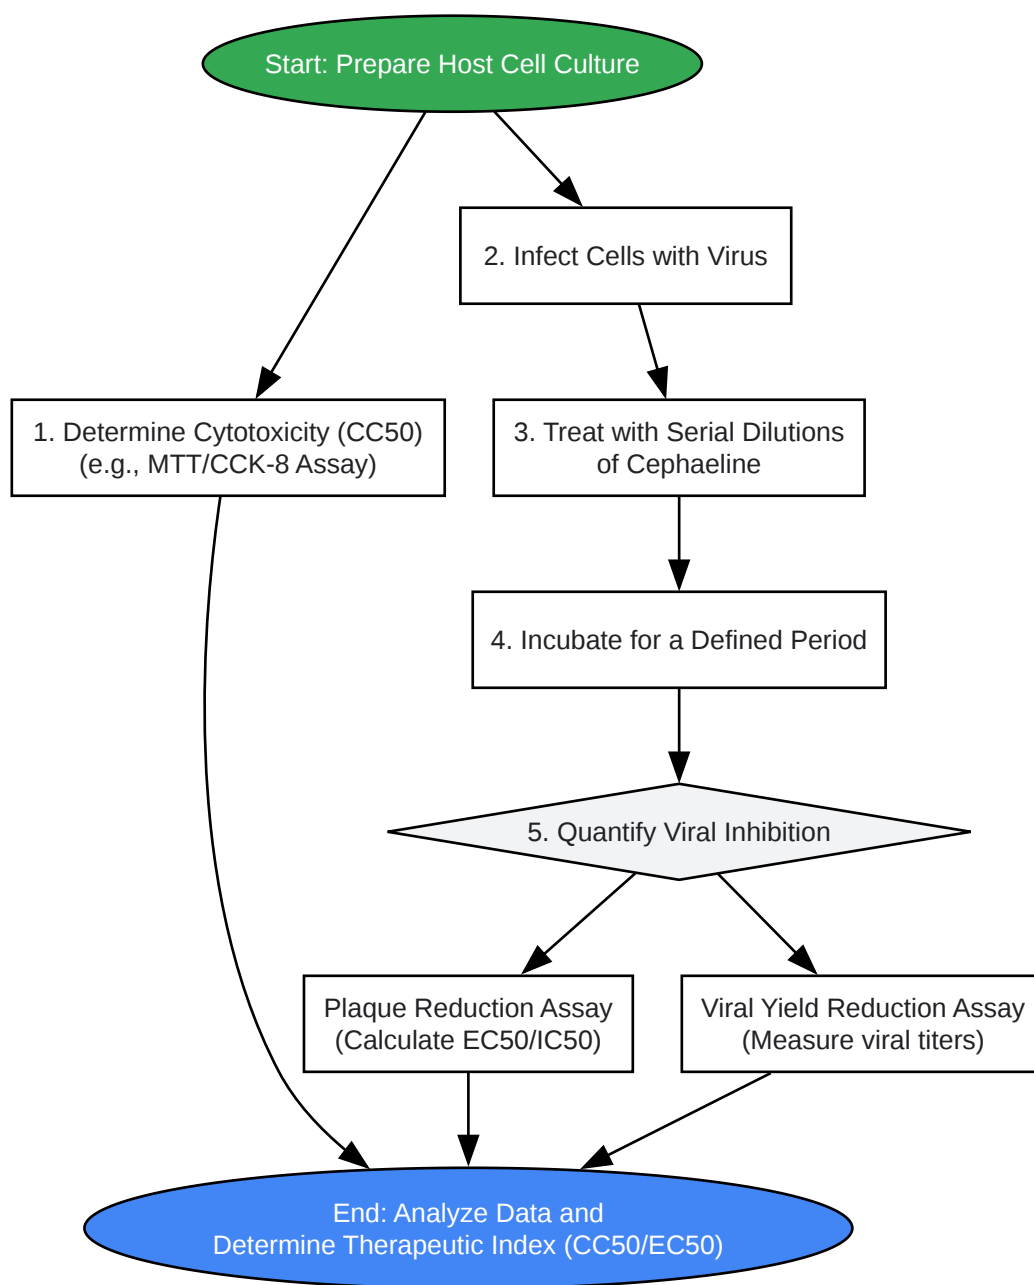 Start: Prepare Host Cell Culture
2. Infect Cells with Virus
1. Determine Cytotoxicity (CC50)
(e.g., MTT/CCK-8 Assay)
3. Treat with Serial Dilutions
of Cephaeline
4. Incubate for a Defined Period
5. Quantify Viral Inhibition
Plaque Reduction Assay
(Calculate EC50/IC50)
Viral Yield Reduction Assay
(Measure viral titers)
End: Analyze Data and
Determine Therapeutic Index (CC50/EC50)